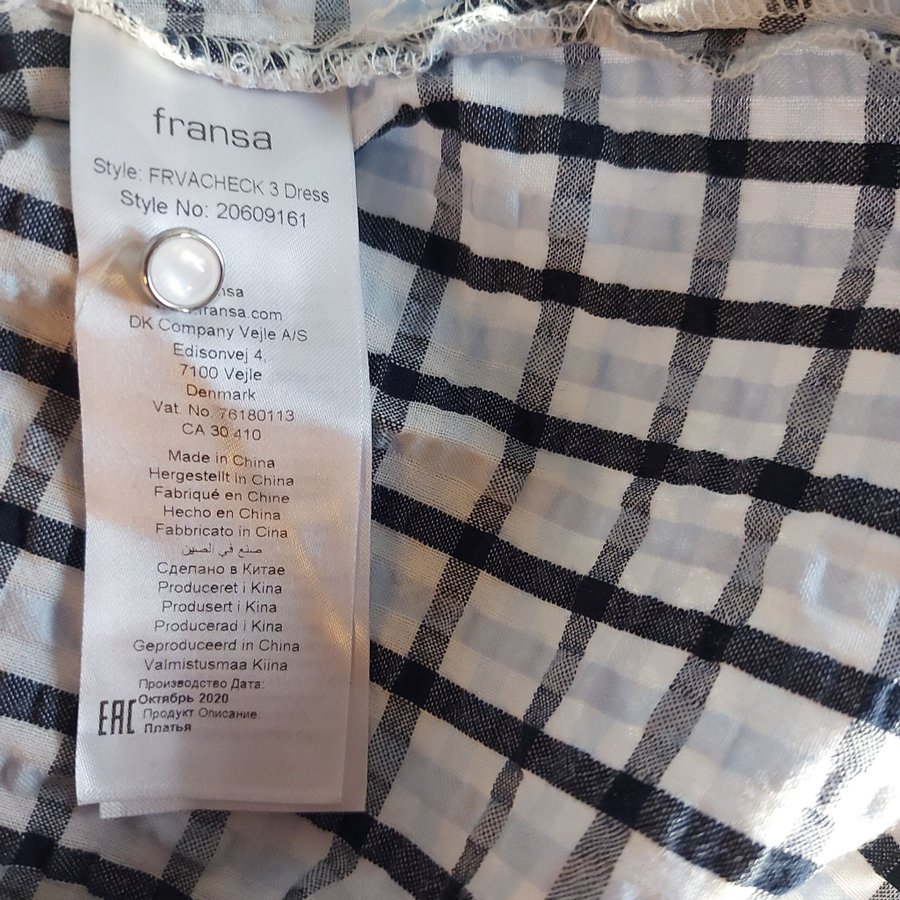 fransa
Style: FRVACHECK 3 Dress
Style No: 20609161
DK Company Vejle A/S
Edisonvej 4,
7100 Vejle
Denmark
Vat. No. 76180113
CA 30 410
Made in China
Hergestellt in China
Fabriqué en Chine
Hecho en China
Fabbricato in Cina
صنع في الصين
Сделано в Китае
Produceret i Kina
Produsert i Kina
Producerad i Kina
Geproduceerd in China
Valmistusmaa Kiina
Производство Дата:
Октябрь 2020
EAC Продукт Описание
Платья